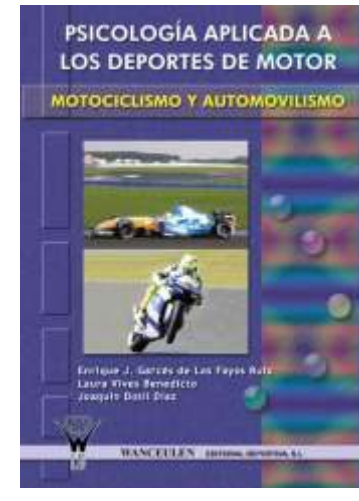 PSICOLOGÍA APLICADA A
LOS DEPORTES DE MOTOR
MOTOCICLISMO Y AUTOMOVILISMO
Enrique J. Garcés de Los Fayos Ruiz
Laura Vives Benedicto
Joaquín Dosil Díaz
WANCEULEN EDITORIAL DEPORTIVA, S.L.